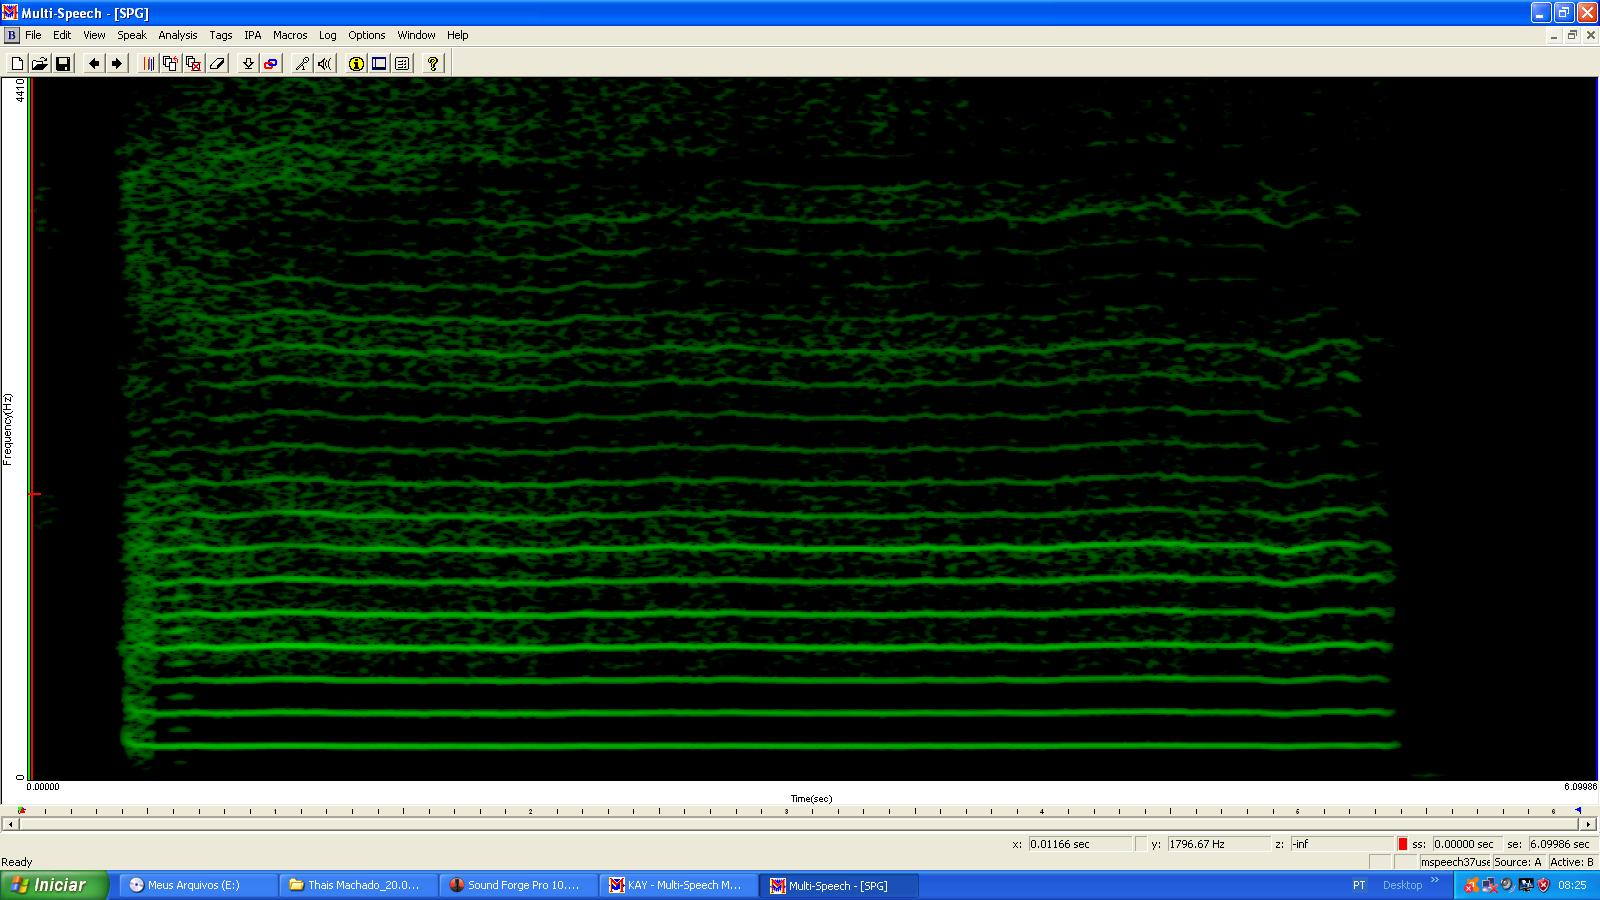 Multi-Speech - [SPG]
B File Edit View Speak Analysis Tags IPA Macros Log Options Window Help
4410
Frequency(Hz)
0
0.00000 6.09986
Time(sec)
2 3 4 5 6
x: 0.01166 sec y: 1796.67 Hz z: -inf ss: 0.00000 sec se: 6.09986 sec
Ready mspeech37use Source: A Active: B
Iniciar Meus Arquivos (E:) Thais Machado_20.0... Sound Forge Pro 10.... KAY - Multi-Speech M... Multi-Speech - [SPG] PT Desktop » 08:25